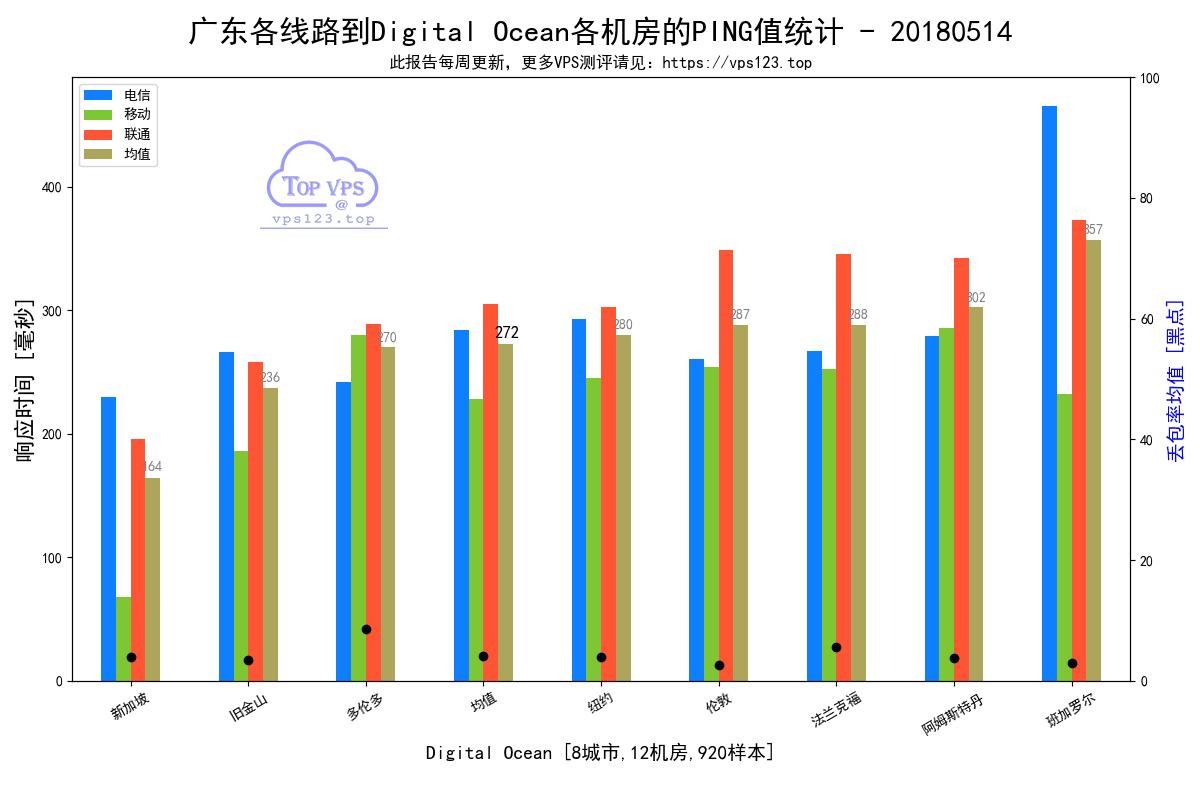 广东各线路到Digital Ocean各机房的PING值统计 - 20180514
此报告每周更新，更多VPS测评请见：https://vps123.top
电信
移动
联通
均值
TOP VPS
@
vps123.top
响应时间 [毫秒]
400
300
200
100
0
164
236
270
272
280
287
288
302
357
100
80
60
40
20
0
丢包率均值 [黑点]
新加坡
旧金山
多伦多
均值
纽约
伦敦
法兰克福
阿姆斯特丹
班加罗尔
Digital Ocean [8城市,12机房,920样本]